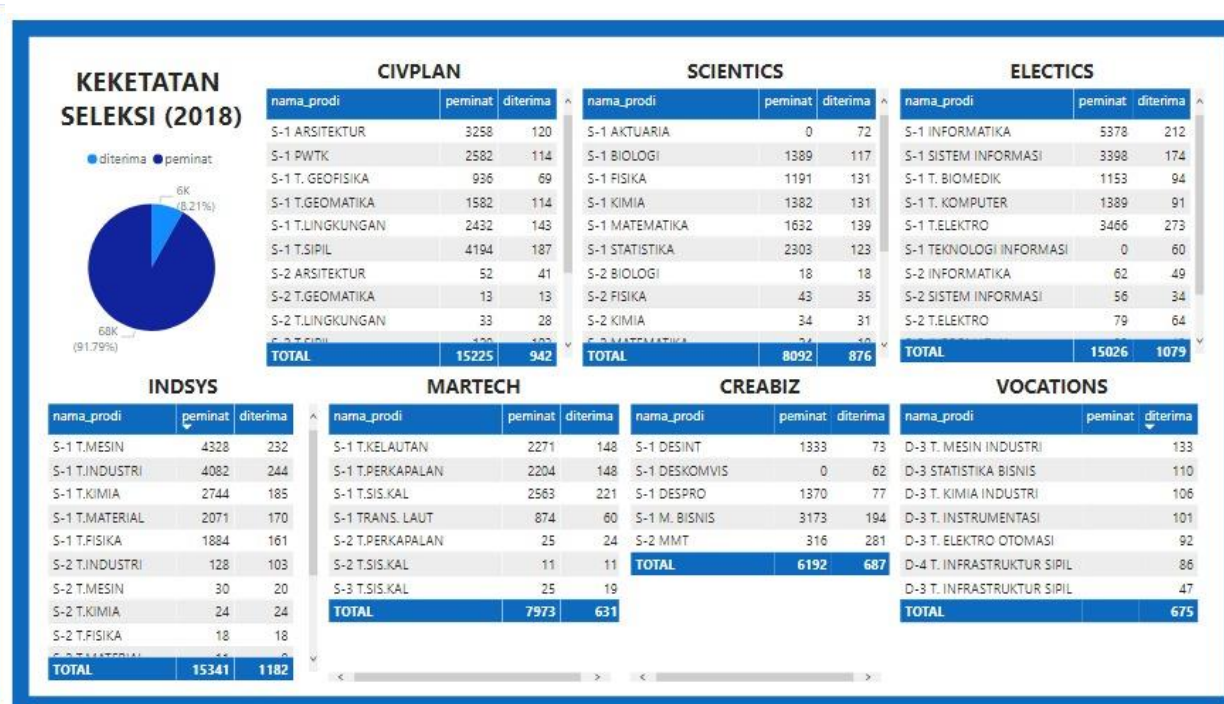 KEKETATAN
SELEKSI (2018)
diterima peminat
6K
(8.21%)
68K
(91.79%)
CIVPLAN
nama_prodi peminat diterima
S-1 ARSITEKTUR 3258 120
S-1 PWTK 2582 114
S-1 T. GEOFISIKA 936 69
S-1 T.GEOMATIKA 1582 114
S-1 T.LINGKUNGAN 2432 143
S-1 T.SIPIL 4194 187
S-2 ARSITEKTUR 52 41
S-2 T.GEOMATIKA 13 13
S-2 T.LINGKUNGAN 33 28
TOTAL 15225 942
SCIENTICS
nama_prodi peminat diterima
S-1 AKTUARIA 0 72
S-1 BIOLOGI 1389 117
S-1 FISIKA 1191 131
S-1 KIMIA 1382 131
S-1 MATEMATIKA 1632 139
S-1 STATISTIKA 2303 123
S-2 BIOLOGI 18 18
S-2 FISIKA 43 35
S-2 KIMIA 34 31
TOTAL 8092 876
ELECTICS
nama_prodi peminat diterima
S-1 INFORMATIKA 5378 212
S-1 SISTEM INFORMASI 3398 174
S-1 T. BIOMEDIK 1153 94
S-1 T. KOMPUTER 1389 91
S-1 T.ELEKTRO 3466 273
S-1 TEKNOLOGI INFORMASI 0 60
S-2 INFORMATIKA 62 49
S-2 SISTEM INFORMASI 56 34
S-2 T.ELEKTRO 79 64
TOTAL 15026 1079
INDSYS
nama_prodi peminat diterima
S-1 T.MESIN 4328 232
S-1 T.INDUSTRI 4082 244
S-1 T.KIMIA 2744 185
S-1 T.MATERIAL 2071 170
S-1 T.FISIKA 1884 161
S-2 T.INDUSTRI 128 103
S-2 T.MESIN 30 20
S-2 T.KIMIA 24 24
S-2 T.FISIKA 18 18
TOTAL 15341 1182
MARTECH
nama_prodi peminat diterima
S-1 T.KELAUTAN 2271 148
S-1 T.PERKAPALAN 2204 148
S-1 T.SIS.KAL 2563 221
S-1 TRANS. LAUT 874 60
S-2 T.PERKAPALAN 25 24
S-2 T.SIS.KAL 11 11
S-3 T.SIS.KAL 25 19
TOTAL 7973 631
CREABIZ
nama_prodi peminat diterima
S-1 DESINT 1333 73
S-1 DESKOMVIS 0 62
S-1 DESPRO 1370 77
S-1 M. BISNIS 3173 194
S-2 MMT 316 281
TOTAL 6192 687
VOCATIONS
nama_prodi peminat diterima
D-3 T. MESIN INDUSTRI 133
D-3 STATISTIKA BISNIS 110
D-3 T. KIMIA INDUSTRI 106
D-3 T. INSTRUMENTASI 101
D-3 T. ELEKTRO OTOMASI 92
D-4 T. INFRASTRUKTUR SIPIL 86
D-3 T. INFRASTRUKTUR SIPIL 47
TOTAL 675